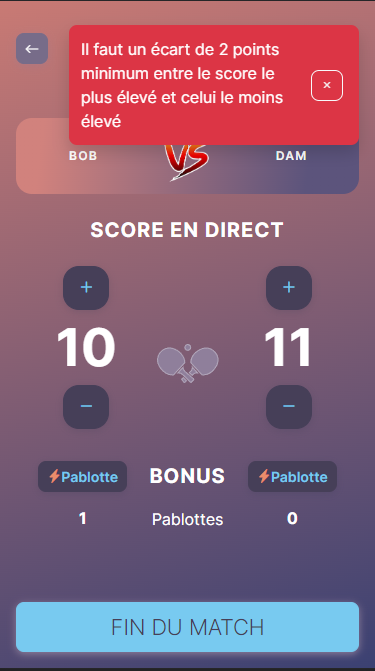 ←
Il faut un écart de 2 points
minimum entre le score le
plus élevé et celui le moins
élevé
×
BOB
VS
DAM
SCORE EN DIRECT
+ +
10 11
− −
Pablotte BONUS Pablotte
1 Pablottes 0
FIN DU MATCH